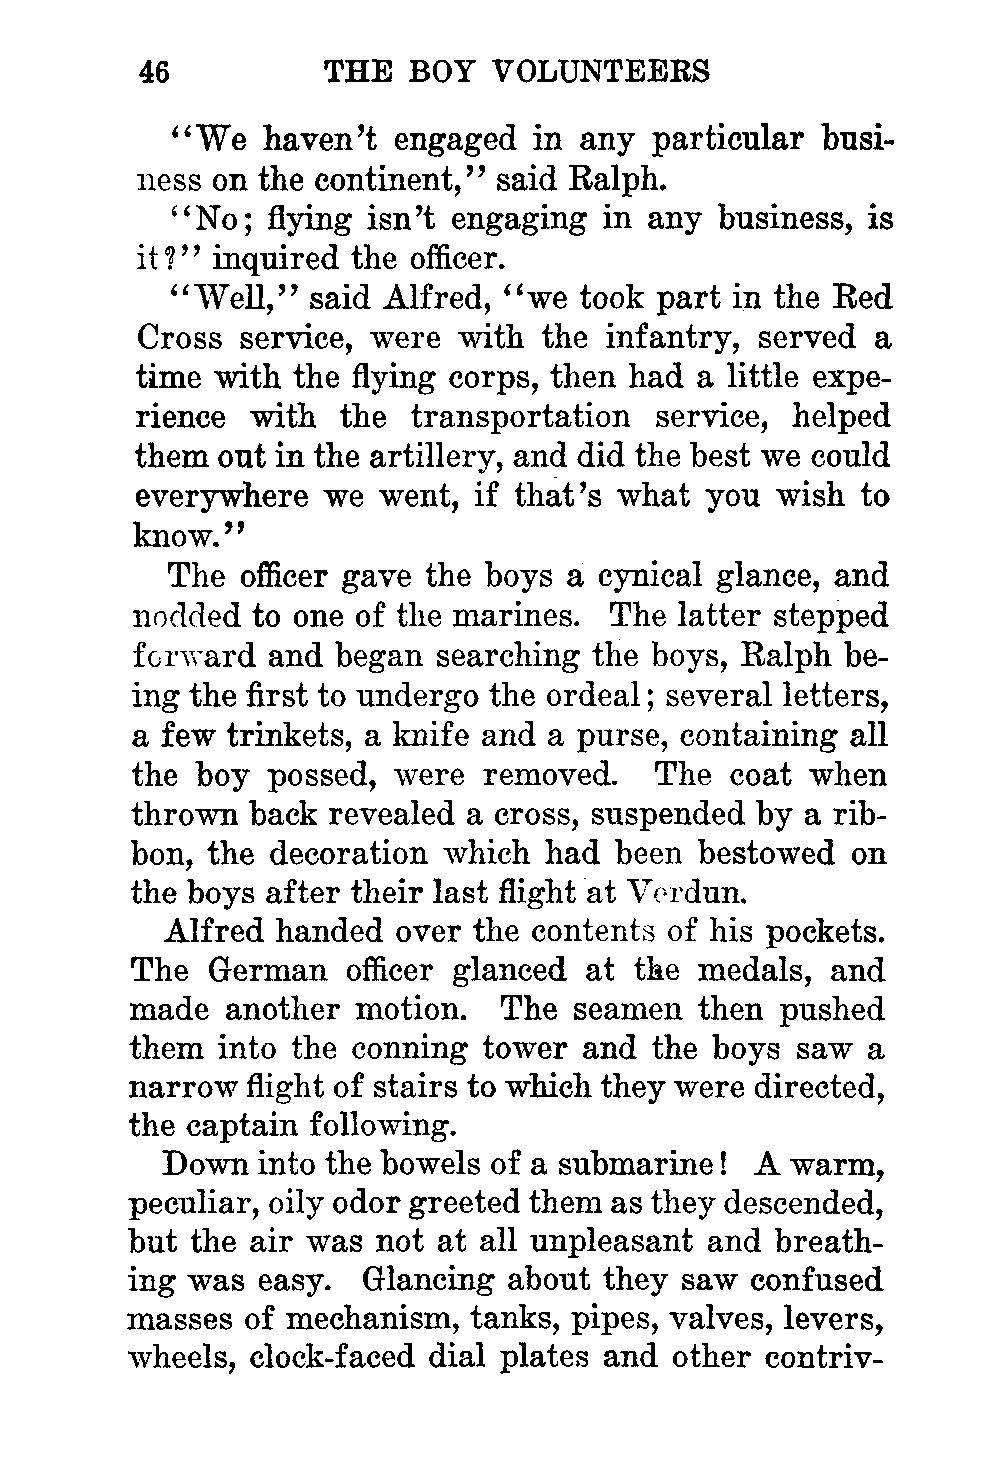 46 THE BOY VOLUNTEERS
“We haven’t engaged in any particular busi-
ness on the continent,” said Ralph.
“No; flying isn’t engaging in any business, is
it?” inquired the officer.
“Well,” said Alfred, “we took part in the Red
Cross service, were with the infantry, served a
time with the flying corps, then had a little expe-
rience with the transportation service, helped
them out in the artillery, and did the best we could
everywhere we went, if that’s what you wish to
know.”
The officer gave the boys a cynical glance, and
nodded to one of the marines. The latter stepped
forward and began searching the boys, Ralph be-
ing the first to undergo the ordeal; several letters,
a few trinkets, a knife and a purse, containing all
the boy possed, were removed. The coat when
thrown back revealed a cross, suspended by a rib-
bon, the decoration which had been bestowed on
the boys after their last flight at Verdun.
Alfred handed over the contents of his pockets.
The German officer glanced at the medals, and
made another motion. The seamen then pushed
them into the conning tower and the boys saw a
narrow flight of stairs to which they were directed,
the captain following.
Down into the bowels of a submarine! A warm,
peculiar, oily odor greeted them as they descended,
but the air was not at all unpleasant and breath-
ing was easy. Glancing about they saw confused
masses of mechanism, tanks, pipes, valves, levers,
wheels, clock-faced dial plates and other contriv-